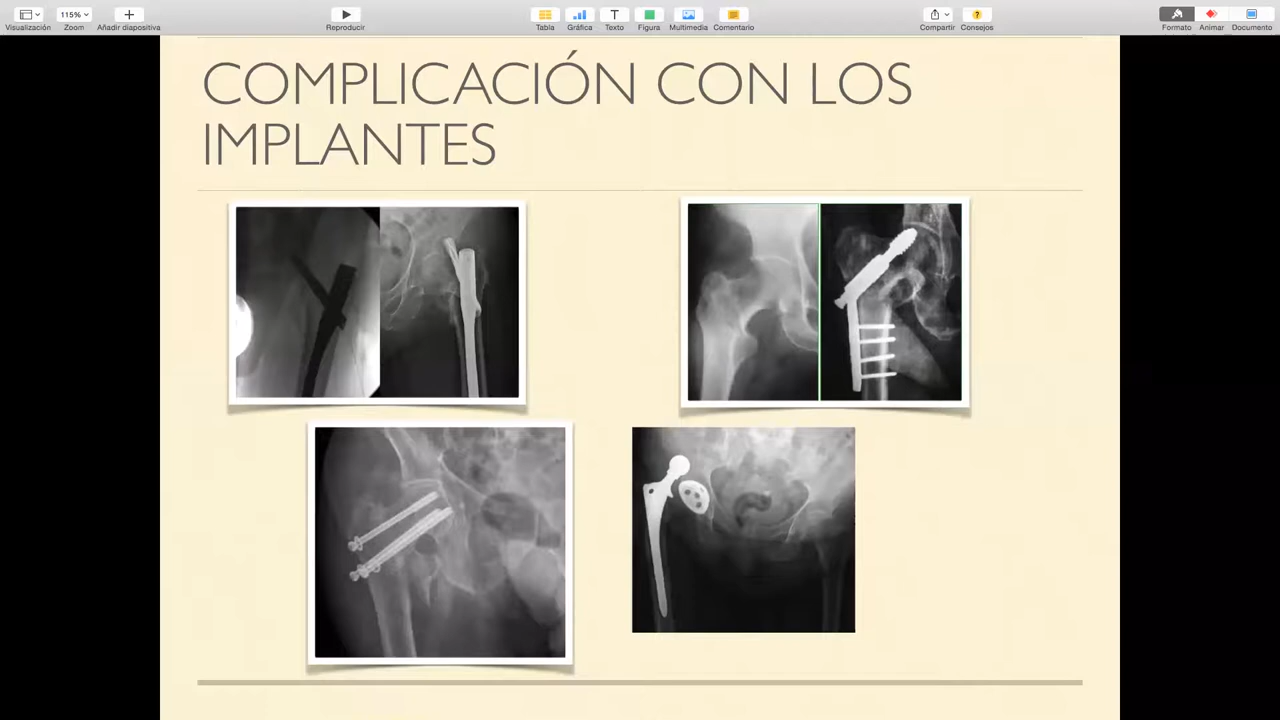 Visualización
115%
Zoom
Añadir diapositiva
Reproducir
Tabla
Gráfica
Texto
Figura
Multimedia
Comentario
Compartir
Consejos
Formato
Animar
Documento
COMPLICACIÓN CON LOS
IMPLANTES